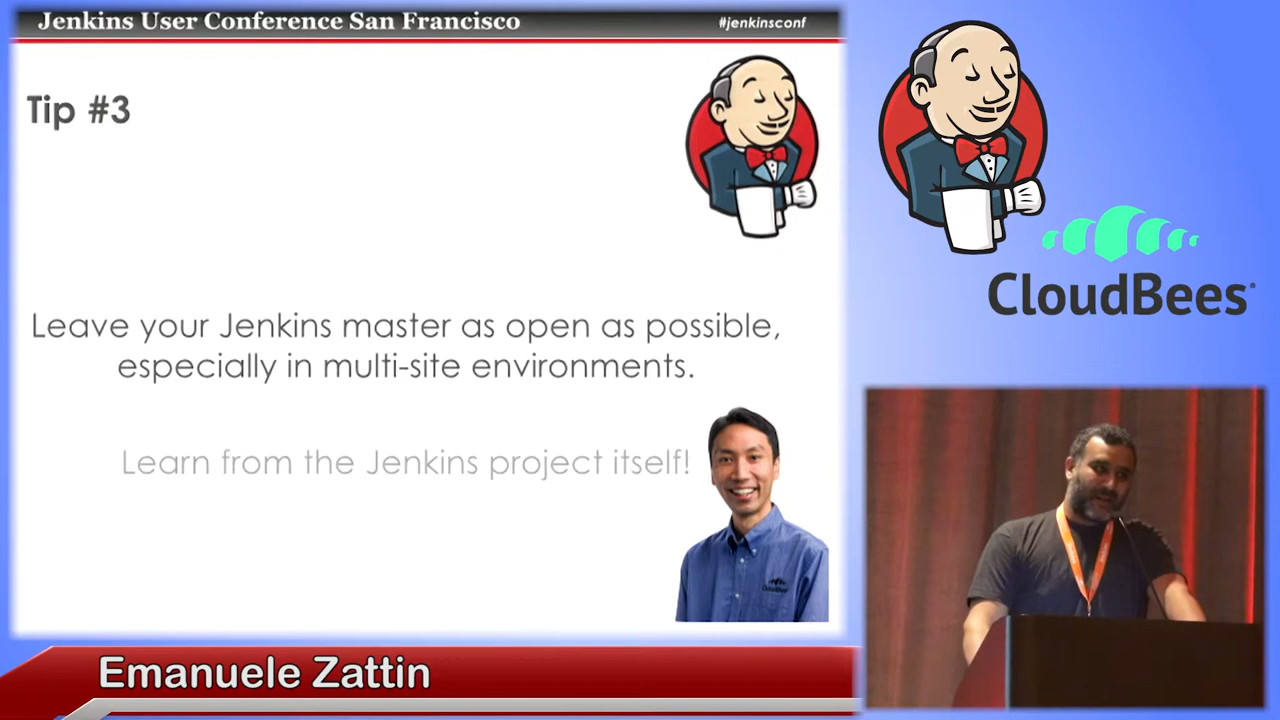 Jenkins User Conference San Francisco
#jenkinsconf
Tip #3
Leave your Jenkins master as open as possible,
especially in multi-site environments.
Learn from the Jenkins project itself!
CloudBees
CloudBees
Emanuele Zattin